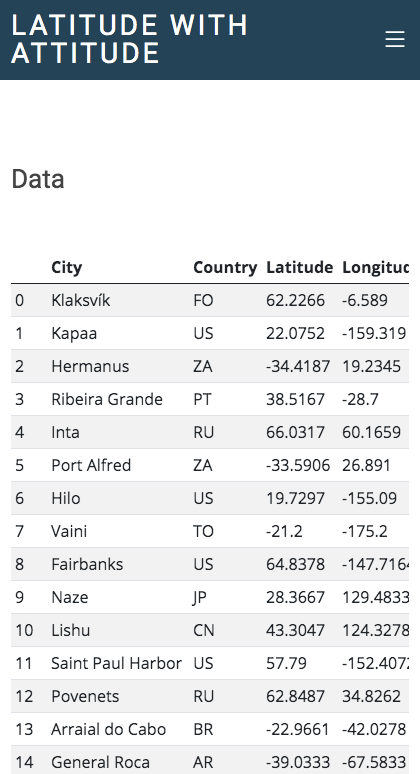 LATITUDE WITH
ATTITUDE
Data
City Country Latitude Longitud
0 Klaksvík FO 62.2266 -6.589
1 Kapaa US 22.0752 -159.319
2 Hermanus ZA -34.4187 19.2345
3 Ribeira Grande PT 38.5167 -28.7
4 Inta RU 66.0317 60.1659
5 Port Alfred ZA -33.5906 26.891
6 Hilo US 19.7297 -155.09
7 Vaini TO -21.2 -175.2
8 Fairbanks US 64.8378 -147.7164
9 Naze JP 28.3667 129.4833
10 Lishu CN 43.3047 124.3278
11 Saint Paul Harbor US 57.79 -152.4072
12 Povenets RU 62.8487 34.8262
13 Arraial do Cabo BR -22.9661 -42.0278
14 General Roca AR -39.0333 -67.5833